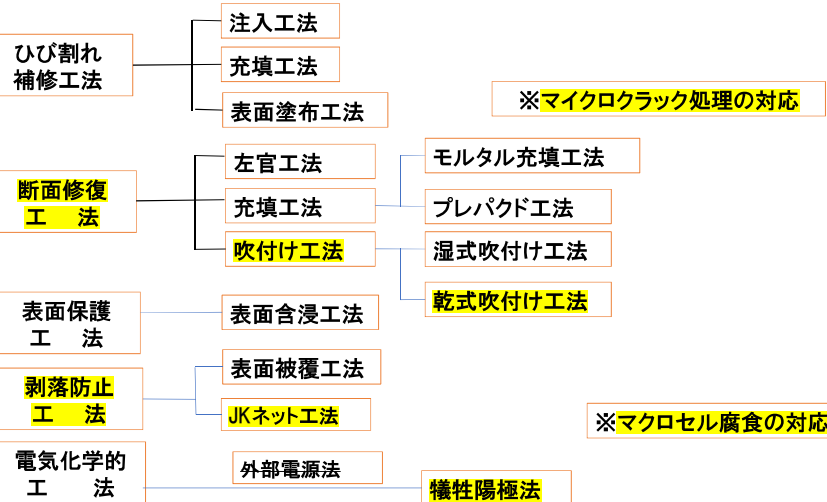 ひび割れ
補修工法
注入工法
充填工法
表面塗布工法
※マイクロクラック処理の対応
断面修復
工　法
左官工法
充填工法
吹付け工法
モルタル充填工法
プレパクド工法
湿式吹付け工法
乾式吹付け工法
表面保護
工　法
表面含浸工法
剥落防止
工　法
表面被覆工法
JKネット工法
※マクロセル腐食の対応
電気化学的
工　法
外部電源法
犠牲陽極法